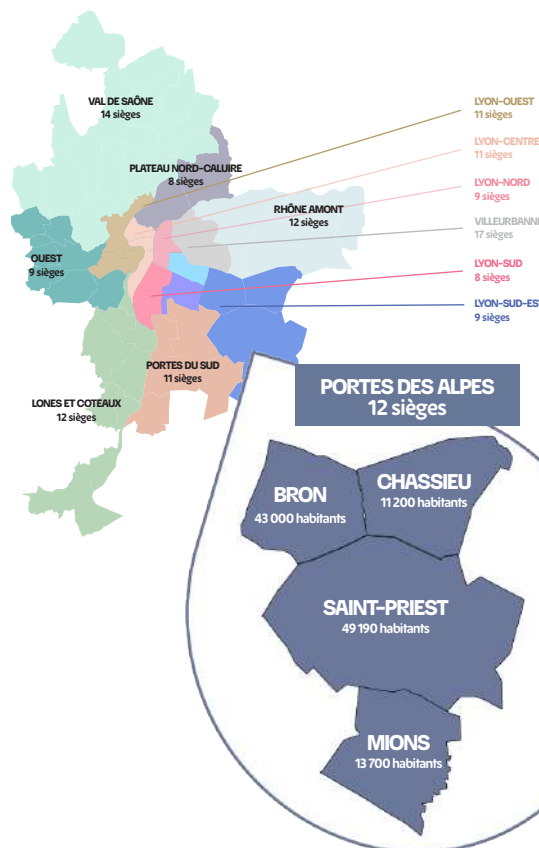 VAL DE SAÔNE
14 sièges
PLATEAU NORD-CALUIRE
8 sièges
RHÔNE AMONT
12 sièges
OUEST
9 sièges
PORTES DU SUD
11 sièges
LONES ET COTEAUX
12 sièges
LYON-OUEST
11 sièges
LYON-CENTRE
11 sièges
LYON-NORD
9 sièges
VILLEURBANNE
17 sièges
LYON-SUD
8 sièges
LYON-SUD-EST
9 sièges
PORTES DES ALPES
12 sièges
BRON
43 000 habitants
CHASSIEU
11 200 habitants
SAINT-PRIEST
49 190 habitants
MIONS
13 700 habitants